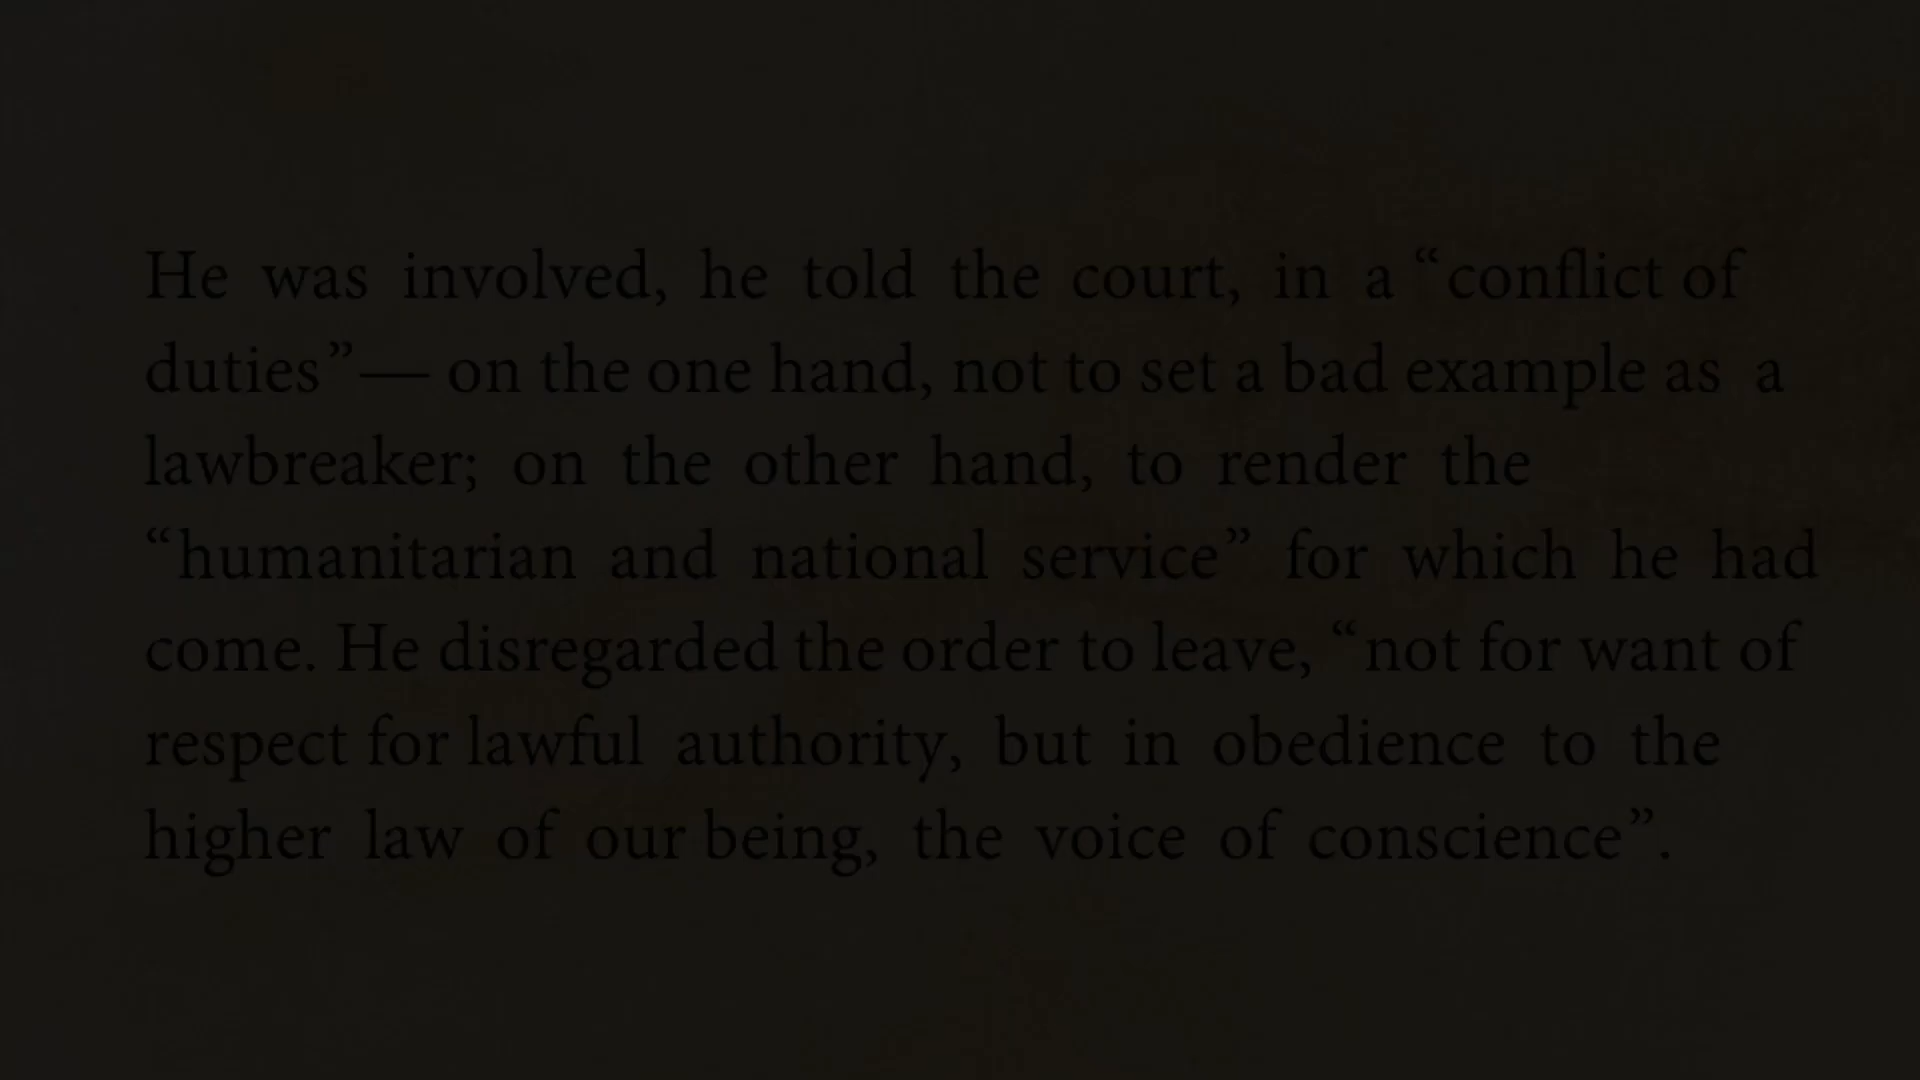 He was involved, he told the court, in a “conflict of
duties”— on the one hand, not to set a bad example as a
lawbreaker; on the other hand, to render the
“humanitarian and national service” for which he had
come. He disregarded the order to leave, “not for want of
respect for lawful authority, but in obedience to the
higher law of our being, the voice of conscience”.